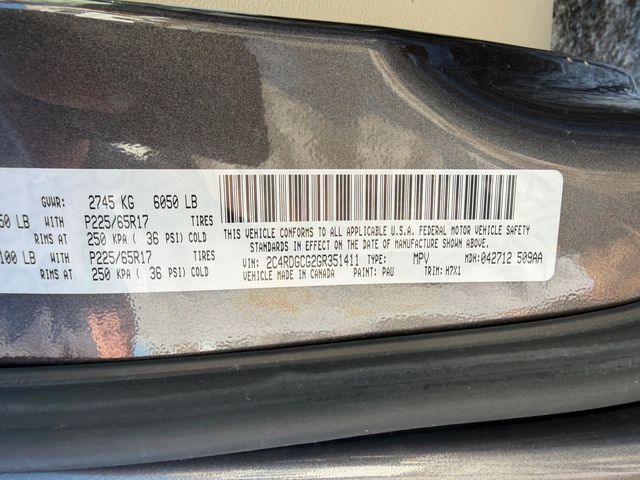 GVWR: 2745 KG 6050 LB
50 LB WITH P225/65R17 TIRES
RIMS AT 250 KPA ( 36 PSI) COLD
100 LB WITH P225/65R17 TIRES
RIMS AT 250 KPA ( 36 PSI) COLD
THIS VEHICLE CONFORMS TO ALL APPLICABLE U.S.A. FEDERAL MOTOR VEHICLE SAFETY
STANDARDS IN EFFECT ON THE DATE OF MANUFACTURE SHOWN ABOVE.
VIN: 2C4RDGCG2GR351411 TYPE: MPV MDH: 042712 509AA
VEHICLE MADE IN CANADA PAINT: PAU TRIM: H7X1